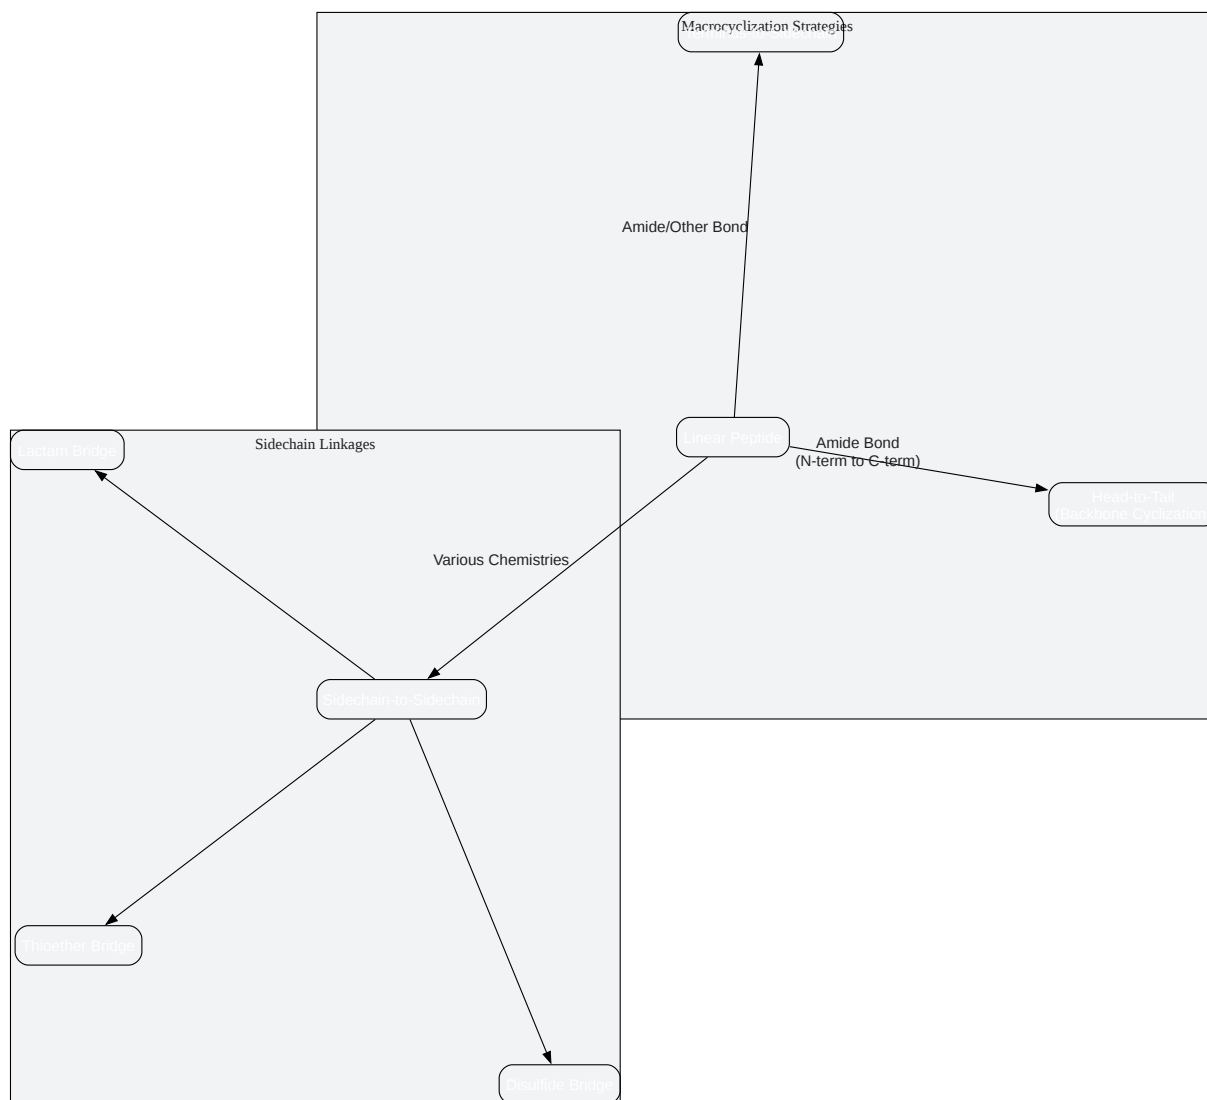 Macrocyclization Strategies
Amide/Other Bond
Linear Peptide
Amide Bond
(N-term to C-term)
Head-to-Tail
(Backbone Cyclization
Sidechain Linkages
Lactam Bridge
Various Chemistries
Sidechain-to-Sidechain
Thioether Bridge
Disulfide Bridge